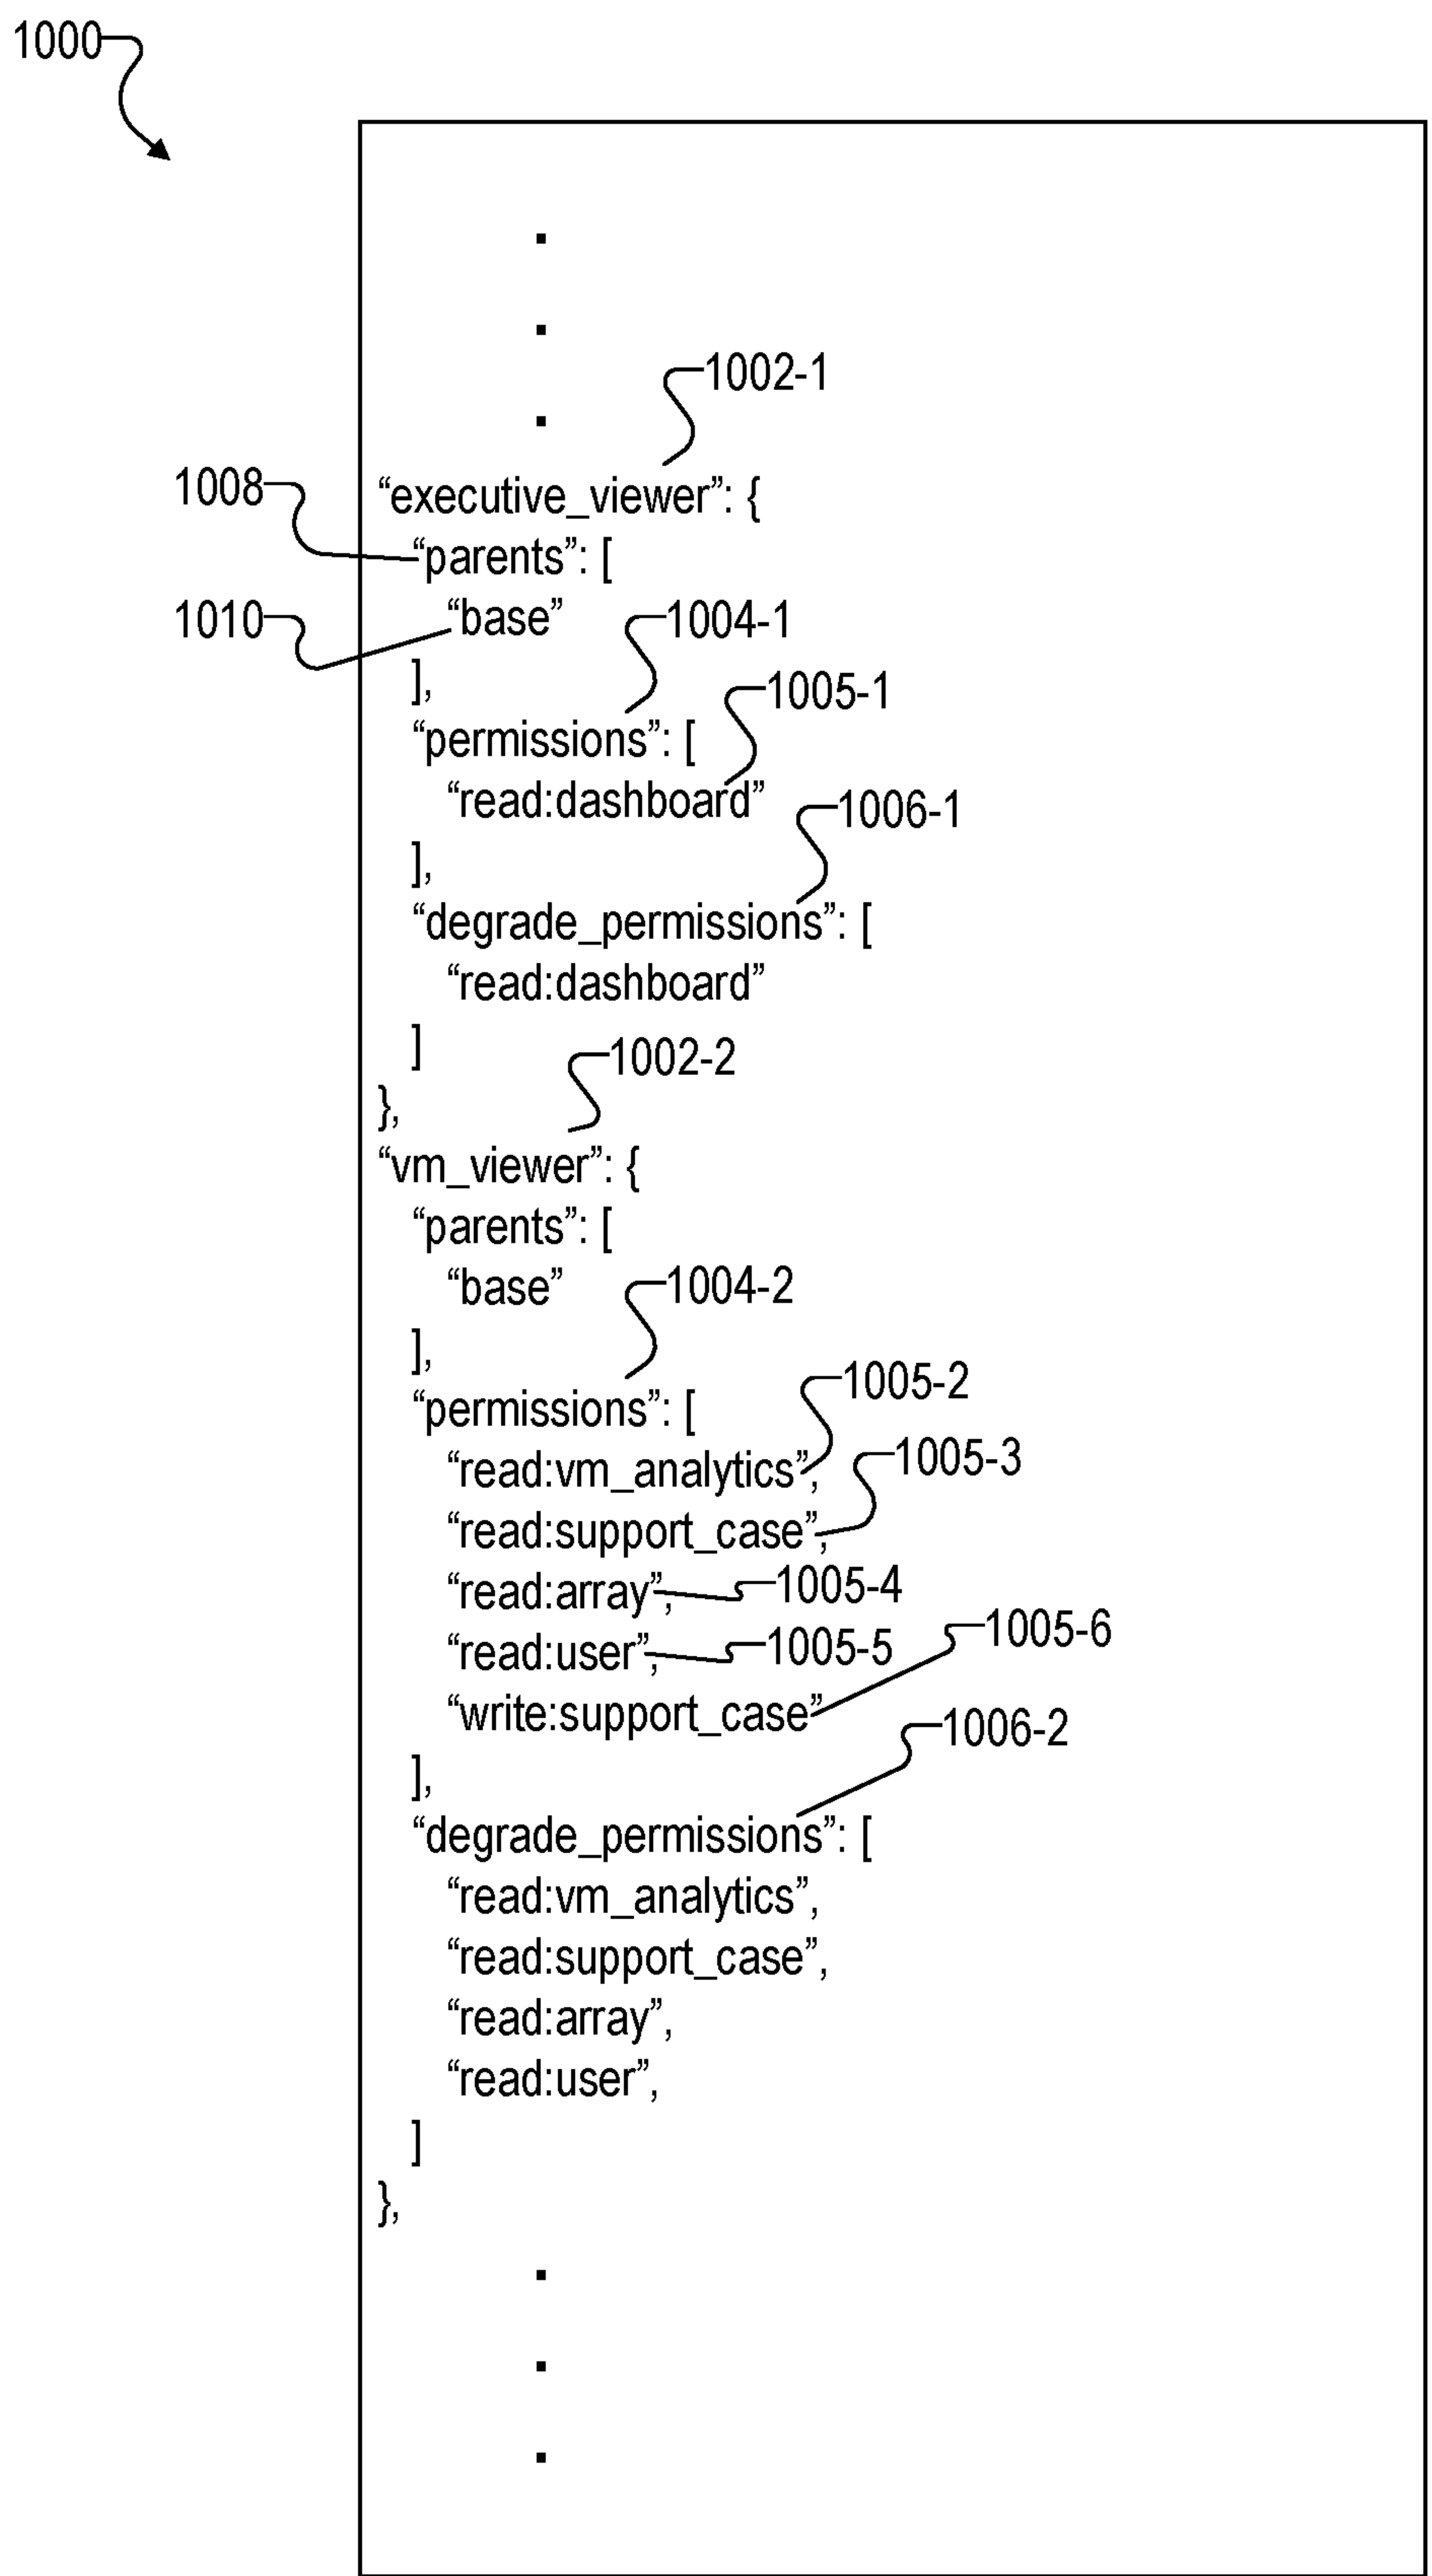 1000
1002-1
1008
“executive_viewer”: {
“parents”: [
1010
“base”
1004-1
],
1005-1
“permissions”: [
“read:dashboard”
1006-1
],
“degrade_permissions”: [
“read:dashboard”
]
1002-2
},
“vm_viewer”: {
“parents”: [
“base”
1004-2
],
1005-2
“permissions”: [
1005-3
“read:vm_analytics”,
“read:support_case”,
“read:array”,
1005-4
“read:user”,
1005-5
1005-6
“write:support_case”
1006-2
],
“degrade_permissions”: [
“read:vm_analytics”,
“read:support_case”,
“read:array”,
“read:user”,
]
},